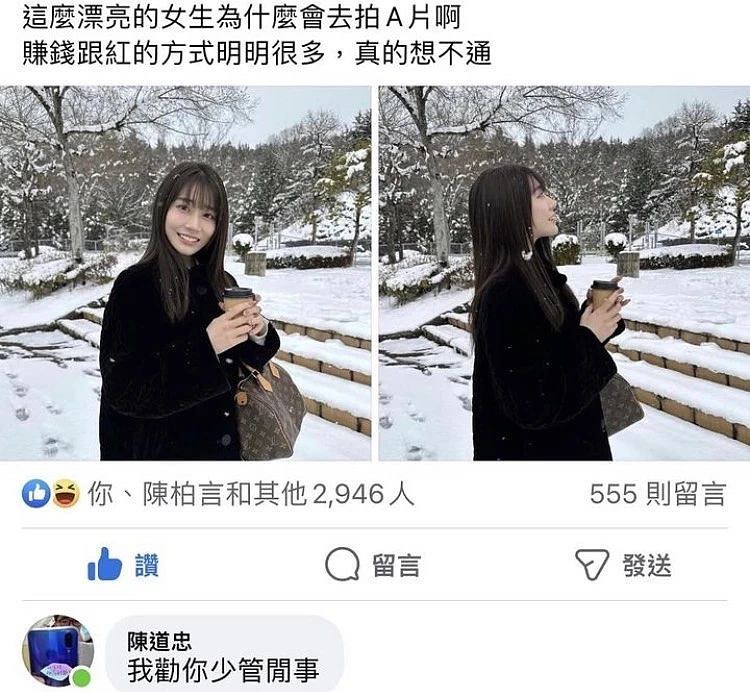 這麼漂亮的女生為什麼會去拍A片啊
賺錢跟紅的方式明明很多，真的想不通
你、陳柏言和其他2,946人
555 則留言
讚
留言
發送
陳道忠
我勸你少管閒事